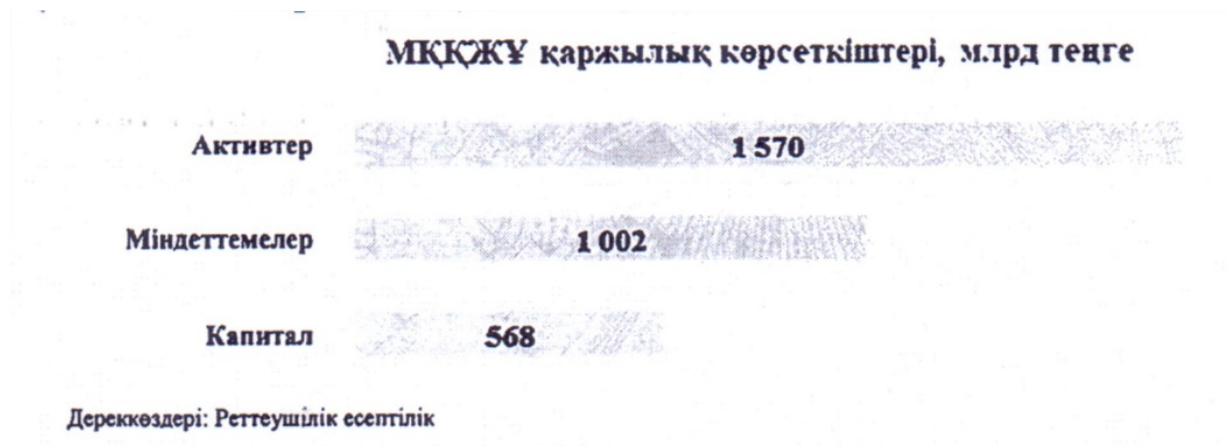 МҚҚЖҰ қаржылық көрсеткіштері, млрд теңге
Активтер 1 570
Міндеттемелер 1 002
Капитал 568
Дереккөздері: Реттеушілік есептілік